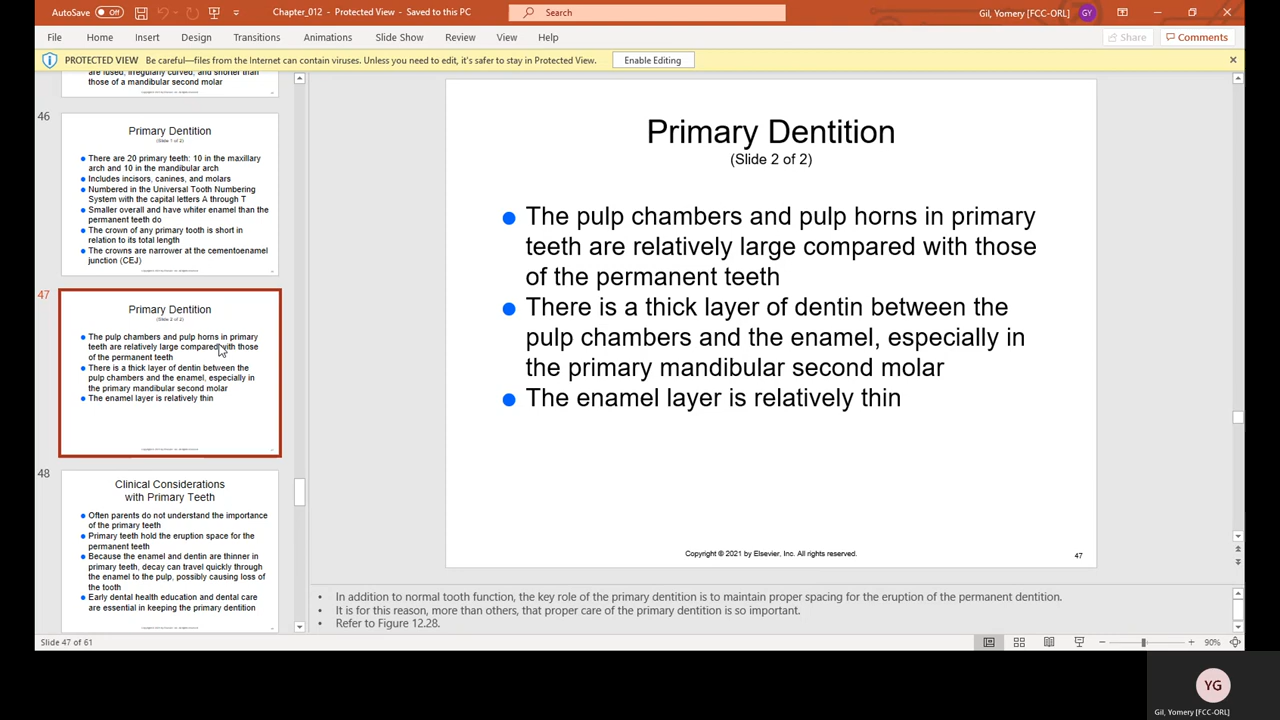 AutoSave Off Chapter_012 - Protected View - Saved to this PC Search Gil, Yomery [FCC-ORL] GY
File Home Insert Design Transitions Animations Slide Show Review View Help Share Comments
PROTECTED VIEW Be careful—files from the Internet can contain viruses. Unless you need to edit, it's safer to stay in Protected View. Enable Editing
are fused, irregularly curved, and shorter than
those of a mandibular second molar
46
Primary Dentition
(Slide 1 of 2)
There are 20 primary teeth: 10 in the maxillary
arch and 10 in the mandibular arch
Includes incisors, canines, and molars
Numbered in the Universal Tooth Numbering
System with the capital letters A through T
Smaller overall and have whiter enamel than the
permanent teeth do
The crown of any primary tooth is short in
relation to its total length
The crowns are narrower at the cementoenamel
junction (CEJ)
47
Primary Dentition
(Slide 2 of 2)
The pulp chambers and pulp horns in primary
teeth are relatively large compared with those
of the permanent teeth
There is a thick layer of dentin between the
pulp chambers and the enamel, especially in
the primary mandibular second molar
The enamel layer is relatively thin
48
Clinical Considerations
with Primary Teeth
Often parents do not understand the importance
of the primary teeth
Primary teeth hold the eruption space for the
permanent teeth
Because the enamel and dentin are thinner in
primary teeth, decay can travel quickly through
the enamel to the pulp, possibly causing loss of
the tooth
Early dental health education and dental care
are essential in keeping the primary dentition
Primary Dentition
(Slide 2 of 2)
The pulp chambers and pulp horns in primary
teeth are relatively large compared with those
of the permanent teeth
There is a thick layer of dentin between the
pulp chambers and the enamel, especially in
the primary mandibular second molar
The enamel layer is relatively thin
Copyright © 2021 by Elsevier, Inc. All rights reserved.
47
• In addition to normal tooth function, the key role of the primary dentition is to maintain proper spacing for the eruption of the permanent dentition.
• It is for this reason, more than others, that proper care of the primary dentition is so important.
• Refer to Figure 12.28.
Slide 47 of 61 90%
YG
Gil, Yomery [FCC-ORL]